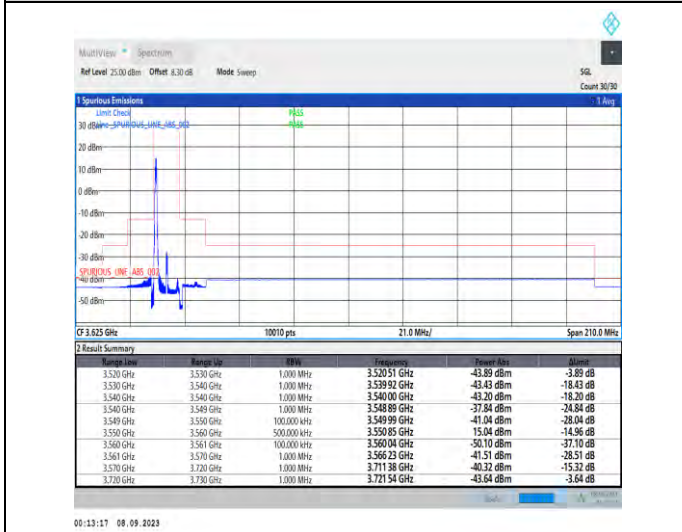 MultiView Spectrum
Ref Level 25.00 dBm Offset 8.30 dB Mode Sweep SGL
Count 30/30
1 Spurious Emissions 1 Avg
Limit Check PASS
30 dBm Line _SPURIOUS_LINE_ABS_002 PASS
20 dBm
10 dBm
0 dBm
-10 dBm
-20 dBm
-30 dBm
_SPURIOUS_LINE_ABS_002
-40 dBm
-50 dBm
CF 3.625 GHz 10010 pts 21.0 MHz/ Span 210.0 MHz
2 Result Summary
Range Low Range Up RBW Frequency Power Abs ΔLimit
3.520 GHz 3.530 GHz 1.000 MHz 3.520 51 GHz -43.89 dBm -3.89 dB
3.530 GHz 3.540 GHz 1.000 MHz 3.539 92 GHz -43.43 dBm -18.43 dB
3.540 GHz 3.540 GHz 1.000 MHz 3.540 00 GHz -43.20 dBm -18.20 dB
3.540 GHz 3.549 GHz 1.000 MHz 3.548 89 GHz -37.84 dBm -24.84 dB
3.549 GHz 3.550 GHz 100.000 kHz 3.549 99 GHz -41.04 dBm -28.04 dB
3.550 GHz 3.560 GHz 500.000 kHz 3.550 85 GHz 15.04 dBm -14.96 dB
3.560 GHz 3.561 GHz 100.000 kHz 3.560 04 GHz -50.10 dBm -37.10 dB
3.561 GHz 3.570 GHz 1.000 MHz 3.566 23 GHz -41.51 dBm -28.51 dB
3.570 GHz 3.720 GHz 1.000 MHz 3.711 38 GHz -40.32 dBm -15.32 dB
3.720 GHz 3.730 GHz 1.000 MHz 3.721 54 GHz -43.64 dBm -3.64 dB
00:13:17 08.09.2023